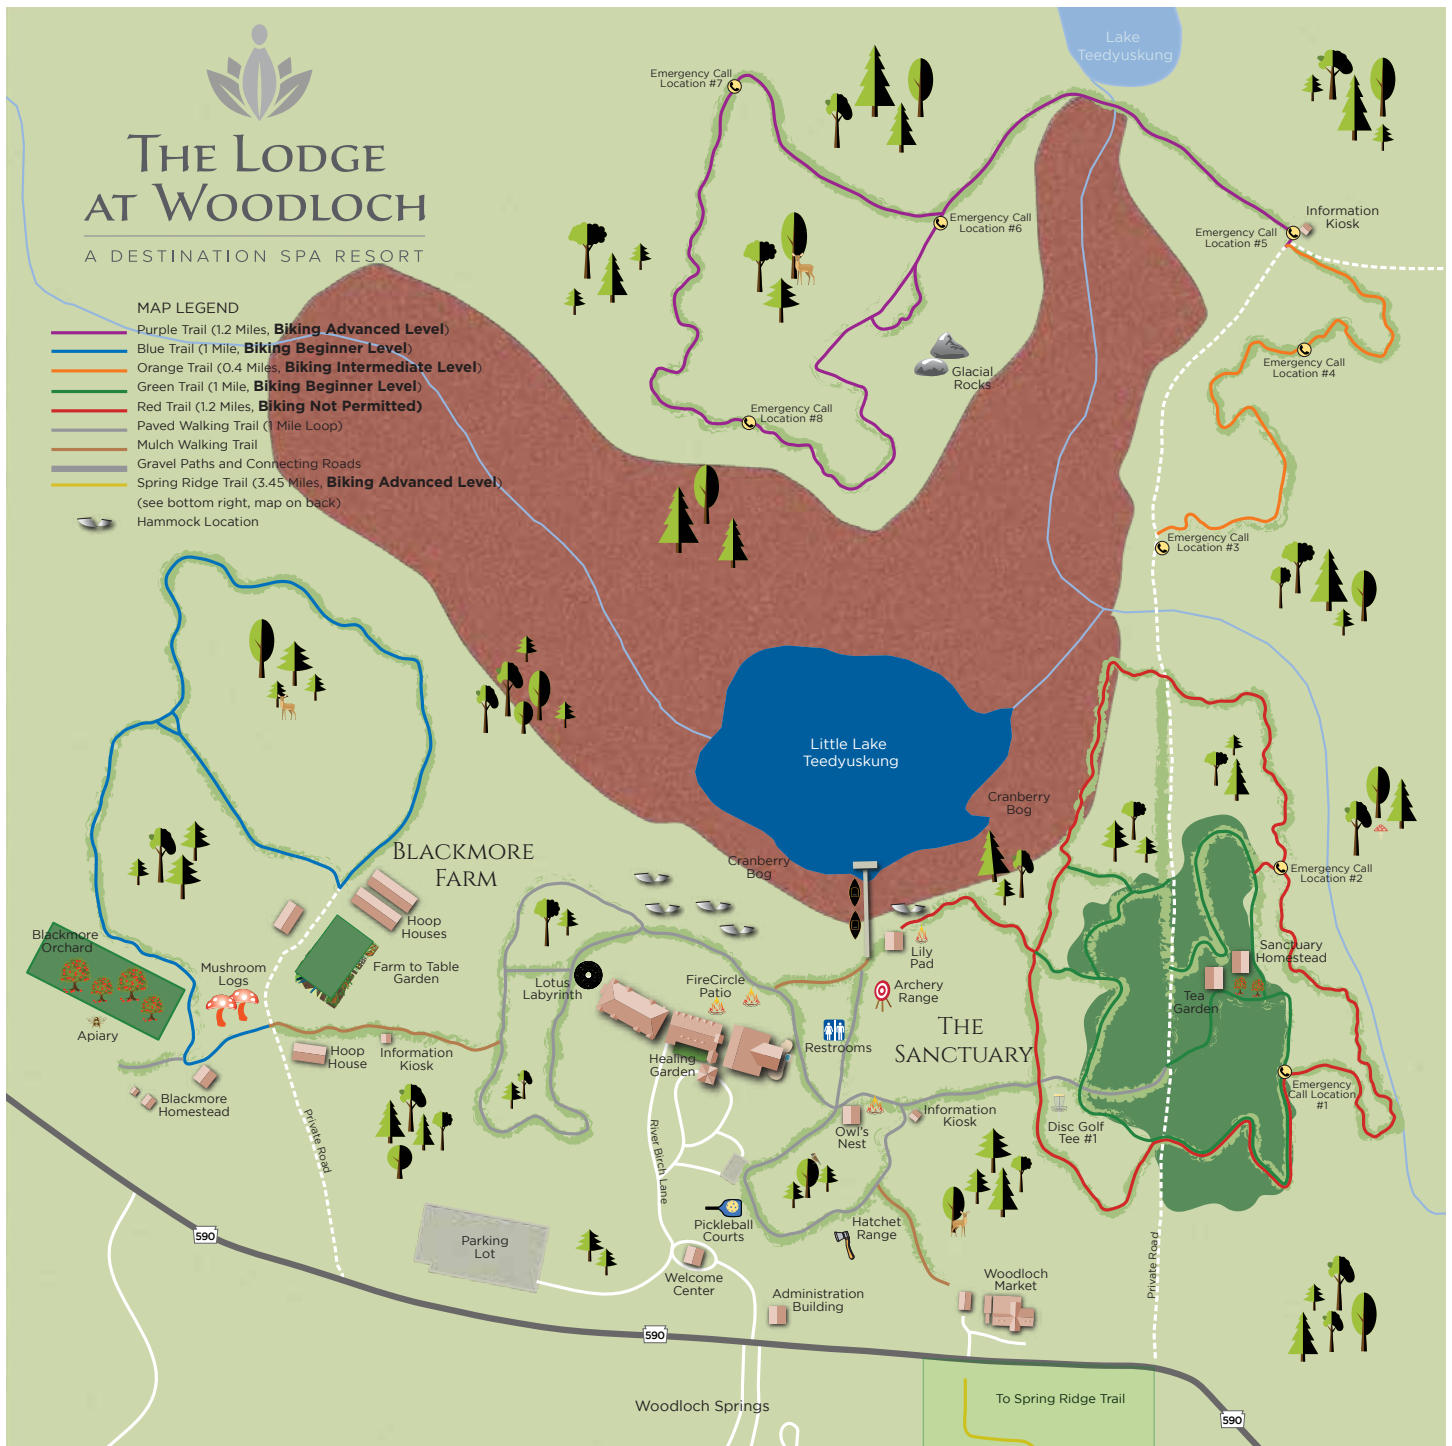 THE LODGE
AT WOODLOCH
A DESTINATION SPA RESORT
MAP LEGEND
Purple Trail (1.2 Miles, Biking Advanced Level)
Blue Trail (1 Mile, Biking Beginner Level)
Orange Trail (0.4 Miles, Biking Intermediate Level)
Green Trail (1 Mile, Biking Beginner Level)
Red Trail (1.2 Miles, Biking Not Permitted)
Paved Walking Trail (1 Mile Loop)
Mulch Walking Trail
Gravel Paths and Connecting Roads
Spring Ridge Trail (3.45 Miles, Biking Advanced Level)
(see bottom right, map on back)
Hammock Location
Lake
Teedyuskung
Emergency Call
Location #7
Emergency Call
Location #6
Information
Kiosk
Emergency Call
Location #5
Emergency Call
Location #4
Glacial
Rocks
Emergency Call
Location #8
Emergency Call
Location #3
Little Lake
Teedyuskung
Cranberry
Bog
Cranberry
Bog
BLACKMORE
FARM
Hoop
Houses
Emergency Call
Location #2
Blackmore
Orchard
Mushroom
Logs
Farm to Table
Garden
Lotus
Labyrinth
FireCircle
Patio
Lily
Pad
Archery
Range
Sanctuary
Homestead
Tea
Garden
Apiary
Hoop
House
Information
Kiosk
Healing
Garden
Restrooms
THE
SANCTUARY
Blackmore
Homestead
Private Road
River Birch Lane
Owl's
Nest
Information
Kiosk
Disc Golf
Tee #1
Emergency
Call Location
#1
Pickleball
Courts
Hatchet
Range
Parking
Lot
Welcome
Center
Administration
Building
Woodloch
Market
Private Road
590
590
590
Woodloch Springs
To Spring Ridge Trail